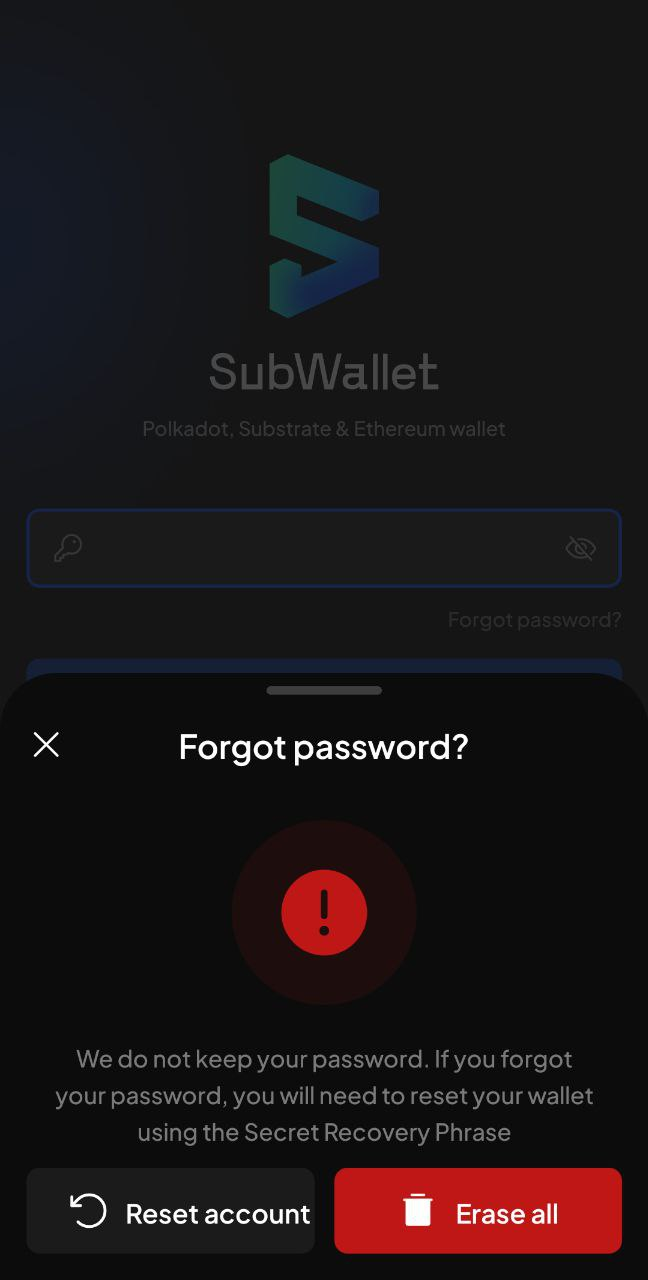 SubWallet
Polkadot, Substrate & Ethereum wallet
Forgot password?
Forgot password?
We do not keep your password. If you forgot
your password, you will need to reset your wallet
using the Secret Recovery Phrase
Reset account
Erase all